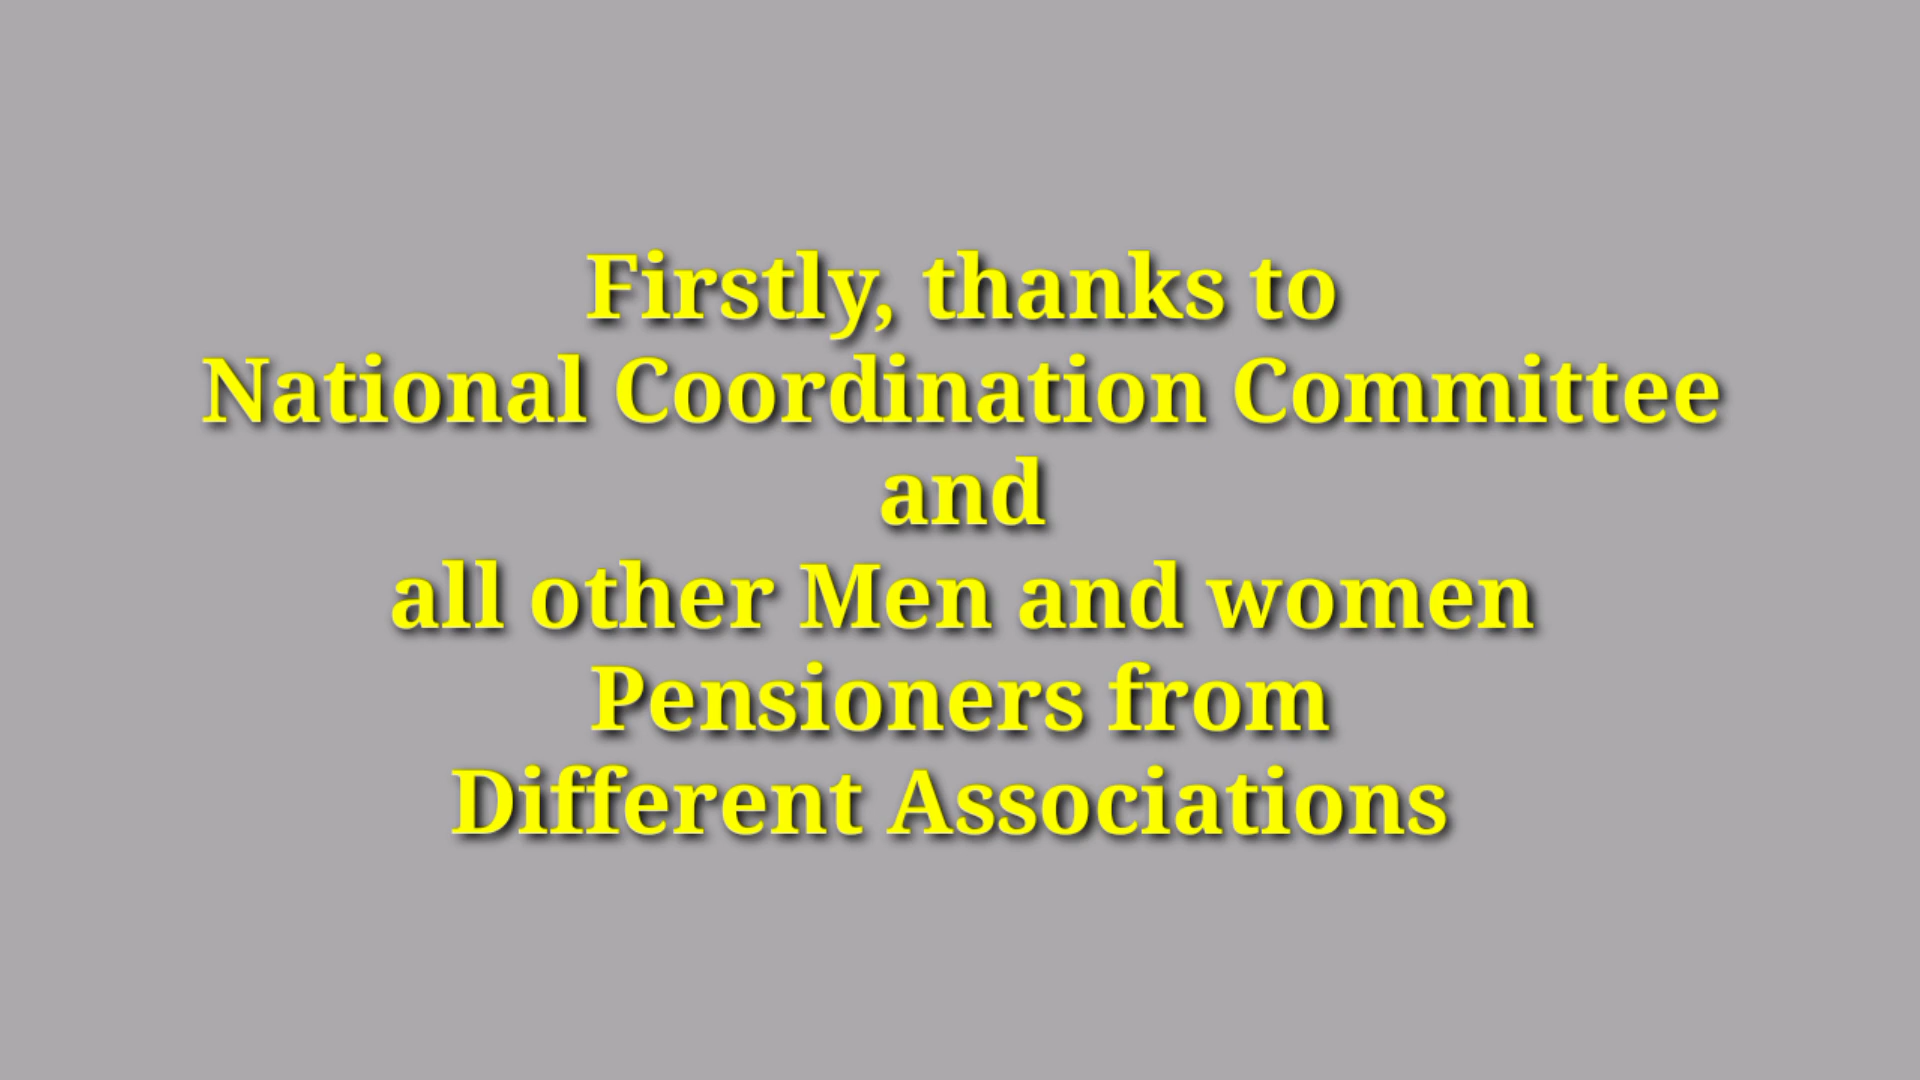 Firstly, thanks to
National Coordination Committee
and
all other Men and women
Pensioners from
Different Associations